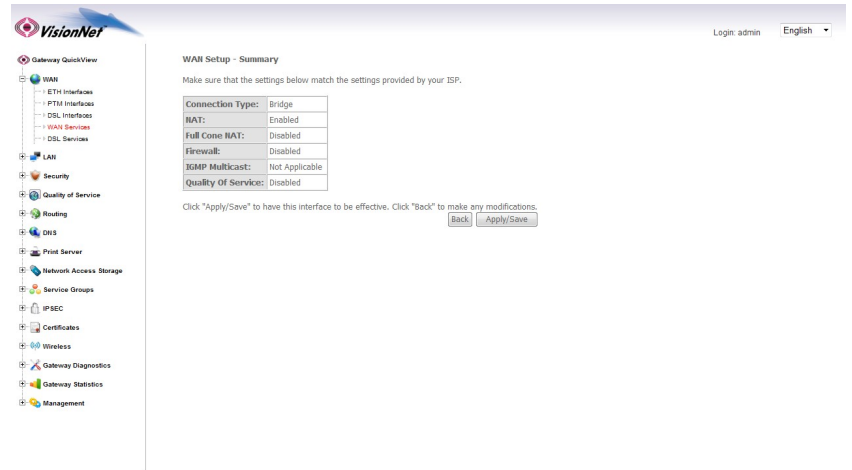 VisionNet
Login: admin
English
Gateway QuickView
WAN
ETH Interfaces
PTM Interfaces
DSL Interfaces
WAN Services
DSL Services
LAN
Security
Quality of Service
Routing
DNS
Print Server
Network Access Storage
Service Groups
IPSEC
Certificates
Wireless
Gateway Diagnostics
Gateway Statistics
Management
WAN Setup - Summary
Make sure that the settings below match the settings provided by your ISP.
Connection Type: Bridge
NAT: Enabled
Full Cone NAT: Disabled
Firewall: Disabled
IGMP Multicast: Not Applicable
Quality Of Service: Disabled
Click "Apply/Save" to have this interface to be effective. Click "Back" to make any modifications.
Back Apply/Save